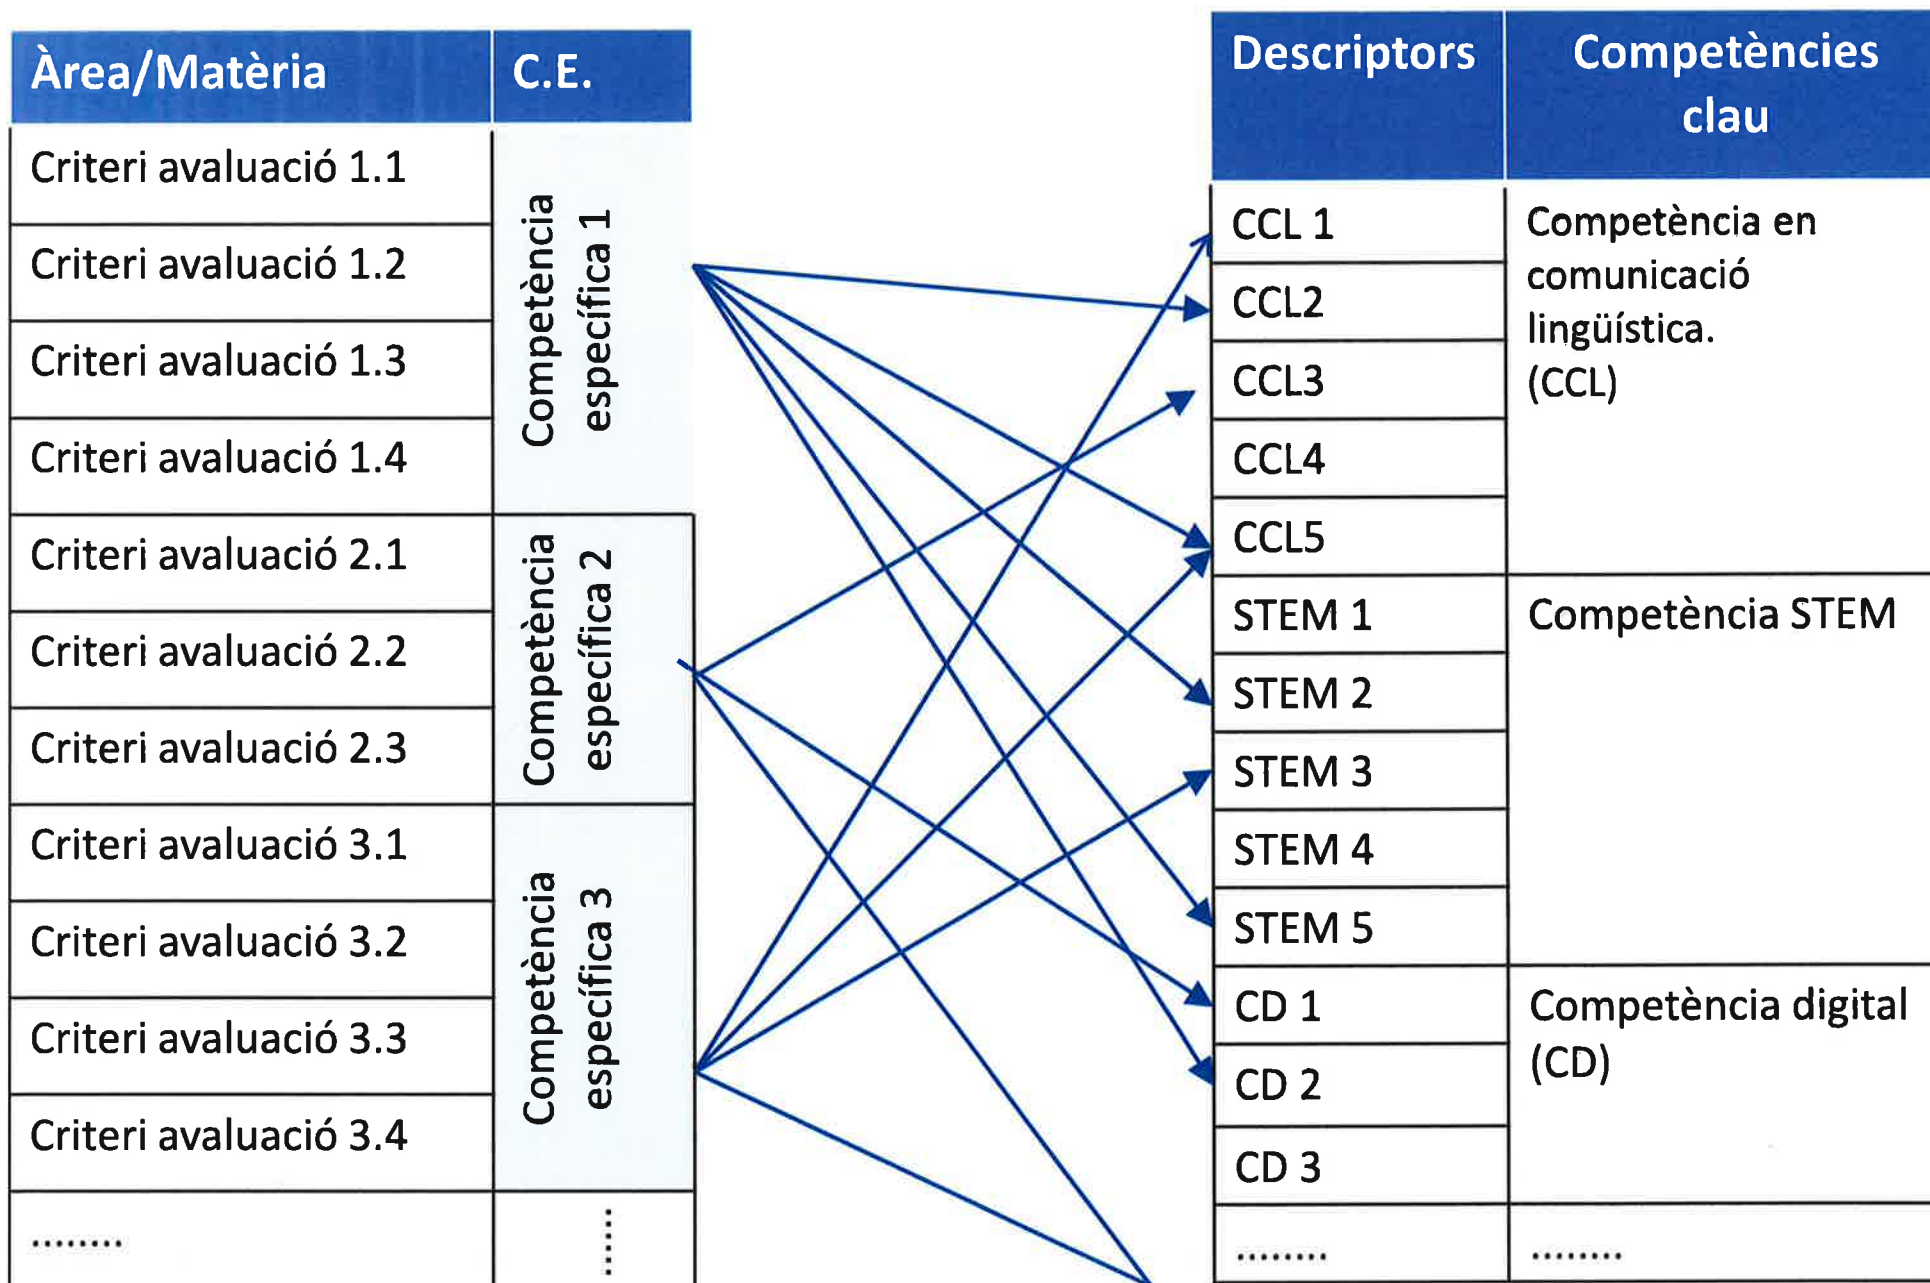 Àrea/Matèria
C.E.
Criteri avaluació 1.1
Criteri avaluació 1.2
Criteri avaluació 1.3
Criteri avaluació 1.4
Competència
específica 1
Criteri avaluació 2.1
Criteri avaluació 2.2
Criteri avaluació 2.3
Competència
específica 2
Criteri avaluació 3.1
Criteri avaluació 3.2
Criteri avaluació 3.3
Criteri avaluació 3.4
Competència
específica 3
........
......
Descriptors
Competències
clau
CCL 1
CCL2
CCL3
CCL4
CCL5
Competència en
comunicació
lingüística.
(CCL)
STEM 1
STEM 2
STEM 3
STEM 4
STEM 5
Competència STEM
CD 1
CD 2
CD 3
Competència digital
(CD)
........
........